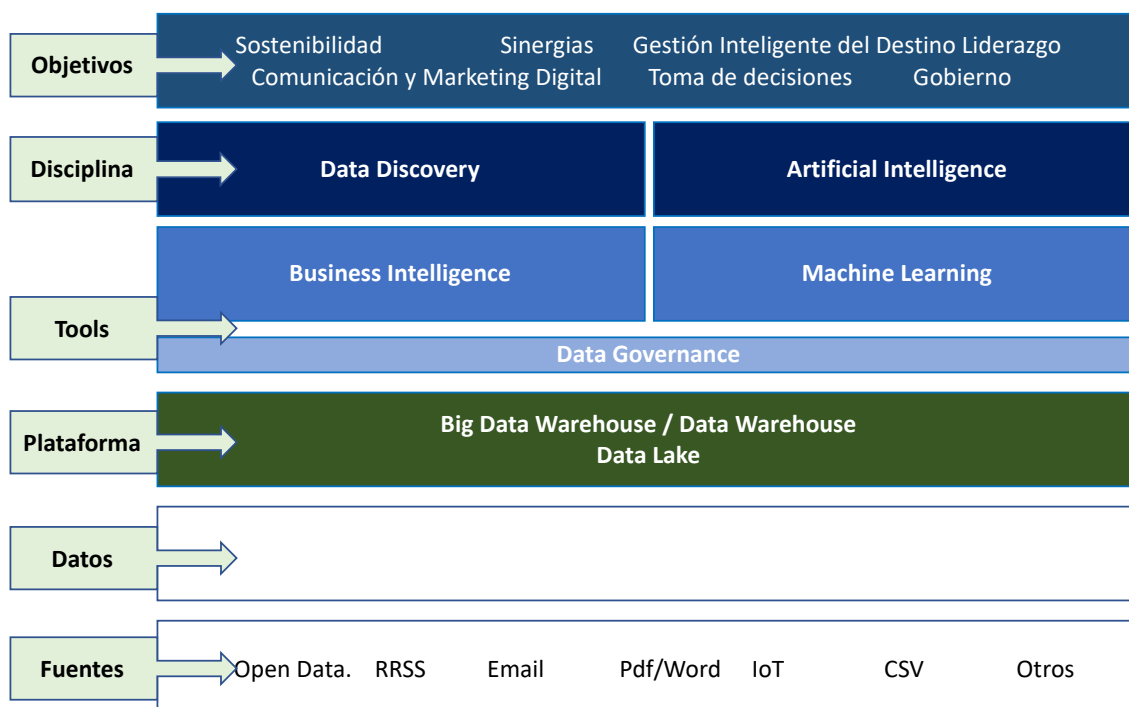 Objetivos
Sostenibilidad Sinergias Gestión Inteligente del Destino Liderazgo
Comunicación y Marketing Digital Toma de decisiones Gobierno
Disciplina
Data Discovery
Artificial Intelligence
Business Intelligence
Machine Learning
Tools
Data Governance
Plataforma
Big Data Warehouse / Data Warehouse
Data Lake
Datos
Fuentes
Open Data. RRSS Email Pdf/Word IoT CSV Otros